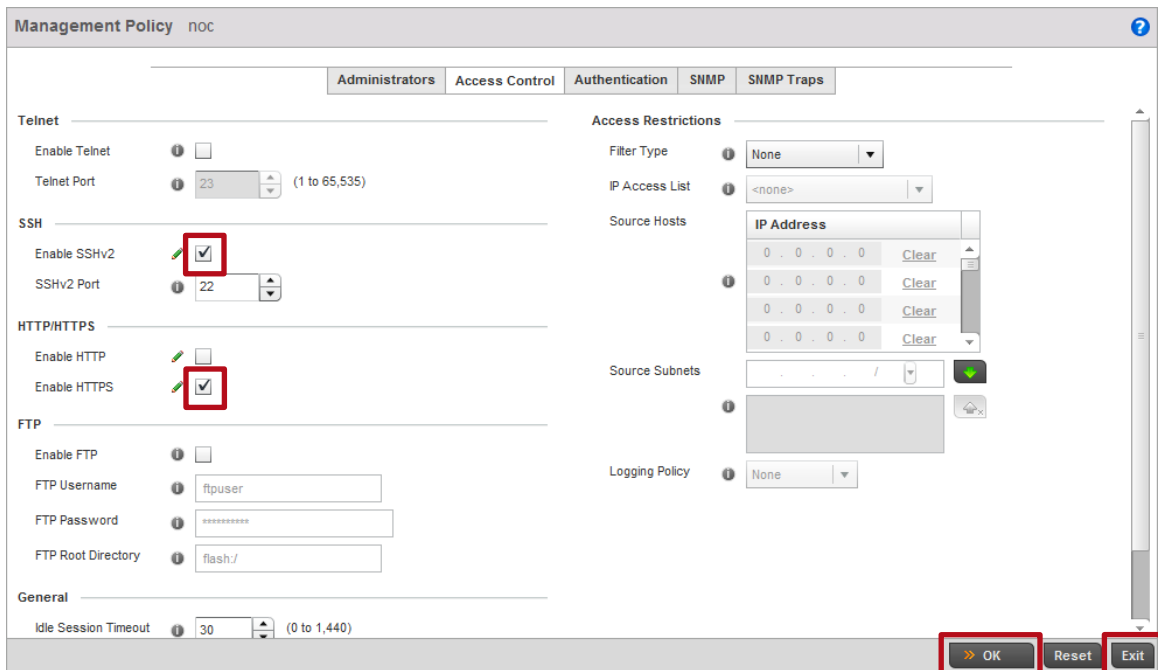 Management Policy noc
?
Administrators Access Control Authentication SNMP SNMP Traps
Telnet
Enable Telnet
Telnet Port 23 (1 to 65,535)
SSH
Enable SSHv2
SSHv2 Port 22
HTTP/HTTPS
Enable HTTP
Enable HTTPS
FTP
Enable FTP
FTP Username ftpuser
FTP Password **********
FTP Root Directory flash:/
General
Idle Session Timeout 30 (0 to 1,440)
Access Restrictions
Filter Type None
IP Access List <none>
Source Hosts IP Address
0 . 0 . 0 . 0 Clear
0 . 0 . 0 . 0 Clear
0 . 0 . 0 . 0 Clear
0 . 0 . 0 . 0 Clear
Source Subnets . . . /
Logging Policy None
» OK Reset Exit